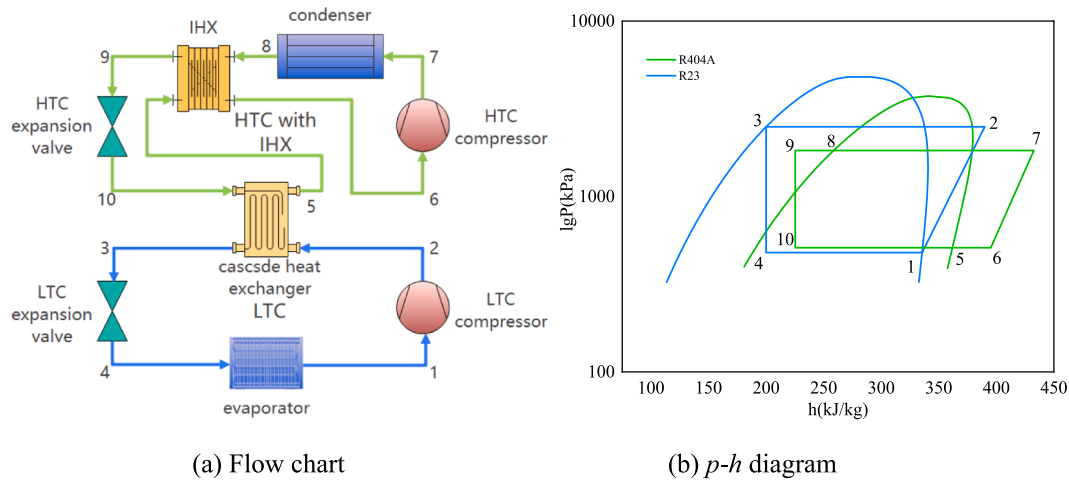 IHX
condenser
9
8
7
HTC
expansion
valve
HTC with
IHX
HTC
compressor
10
5
6
3
2
cascsde heat
exchanger
LTC
expansion
valve
LTC
LTC
compressor
4
1
evaporator
(a) Flow chart
10000
1000
100
lgP(kPa)
R404A
R23
3
2
9
8
7
10
4
1
5
6
150
200
250
300
350
400
450
100
h(kJ/kg)
(b) p-h diagram